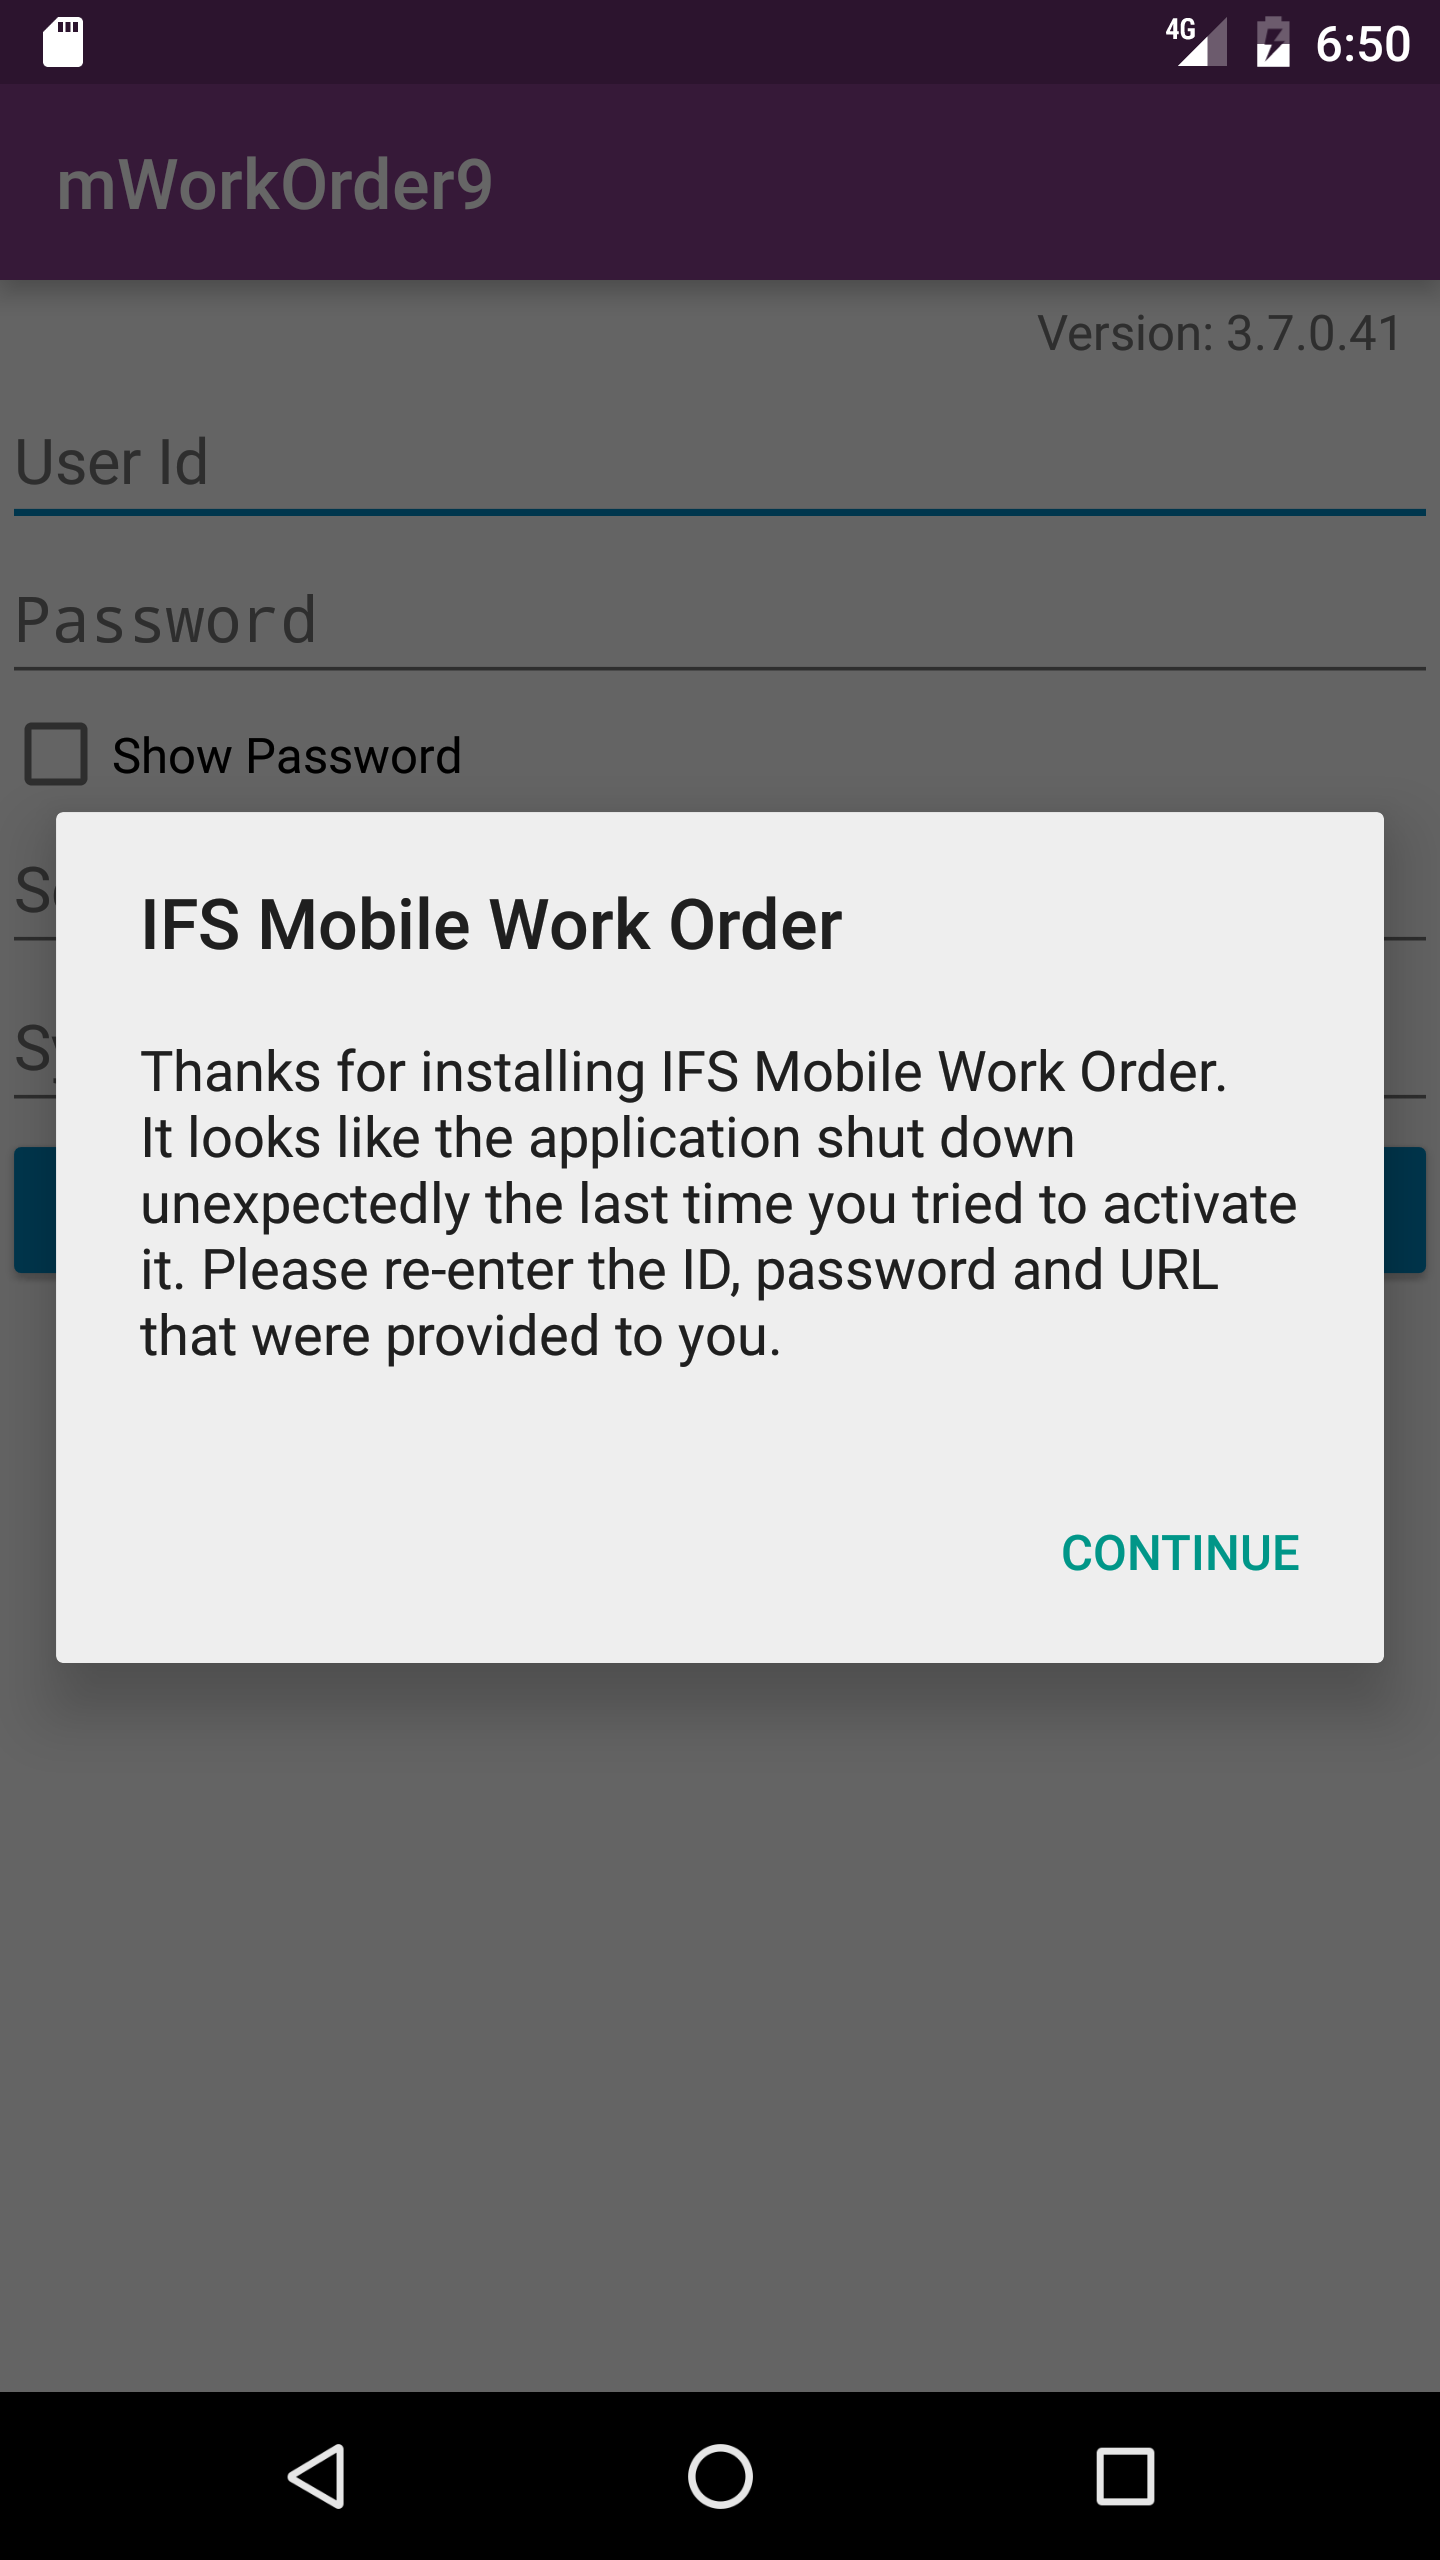 4G 6:50
mWorkOrder9
Version: 3.7.0.41
User Id
Password
Show Password
IFS Mobile Work Order
Thanks for installing IFS Mobile Work Order.
It looks like the application shut down
unexpectedly the last time you tried to activate
it. Please re-enter the ID, password and URL
that were provided to you.
CONTINUE